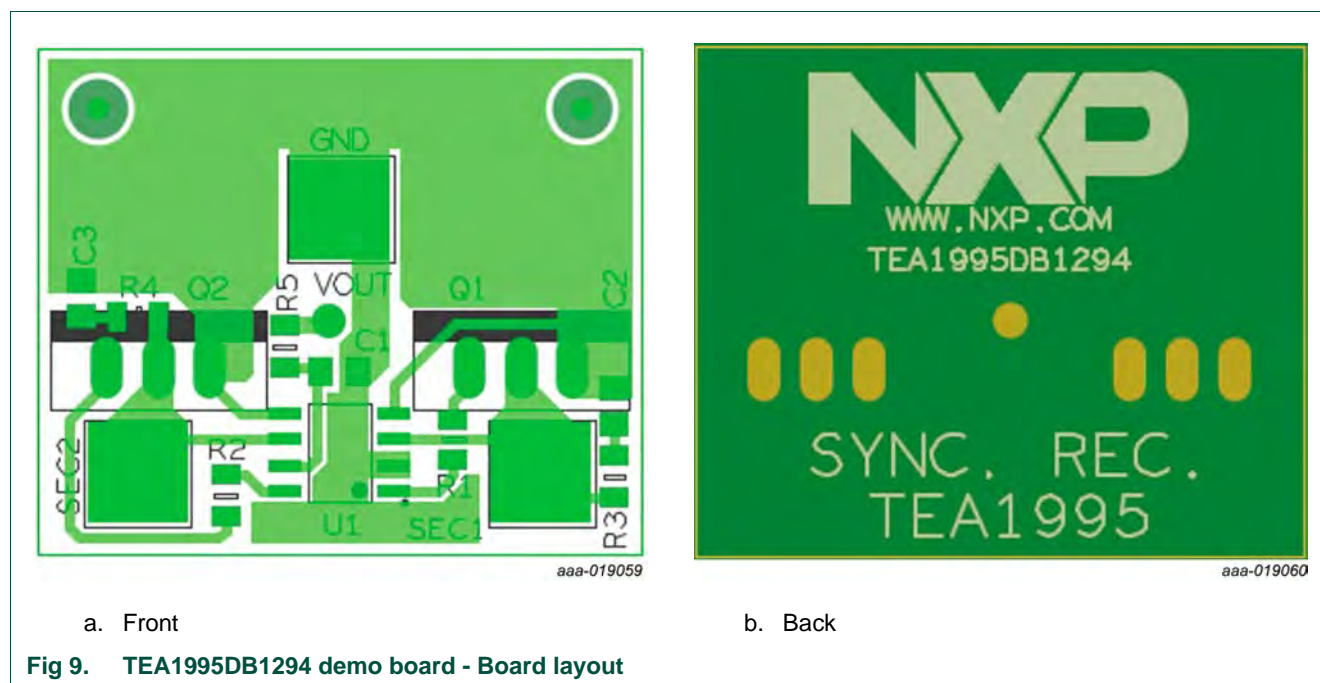 GND
C3
R4
Q2
R5
VOUT
Q1
C2
C1
SEC2
R2
R1
U1
SEC1
R3
aaa-019059
NXP
WWW.NXP.COM
TEA1995DB1294
SYNC. REC.
TEA1995
aaa-019060
a. Front
b. Back
Fig 9. TEA1995DB1294 demo board - Board layout